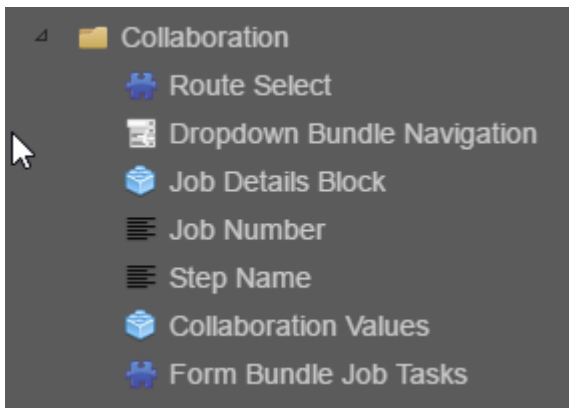 Collaboration
Route Select
Dropdown Bundle Navigation
Job Details Block
Job Number
Step Name
Collaboration Values
Form Bundle Job Tasks